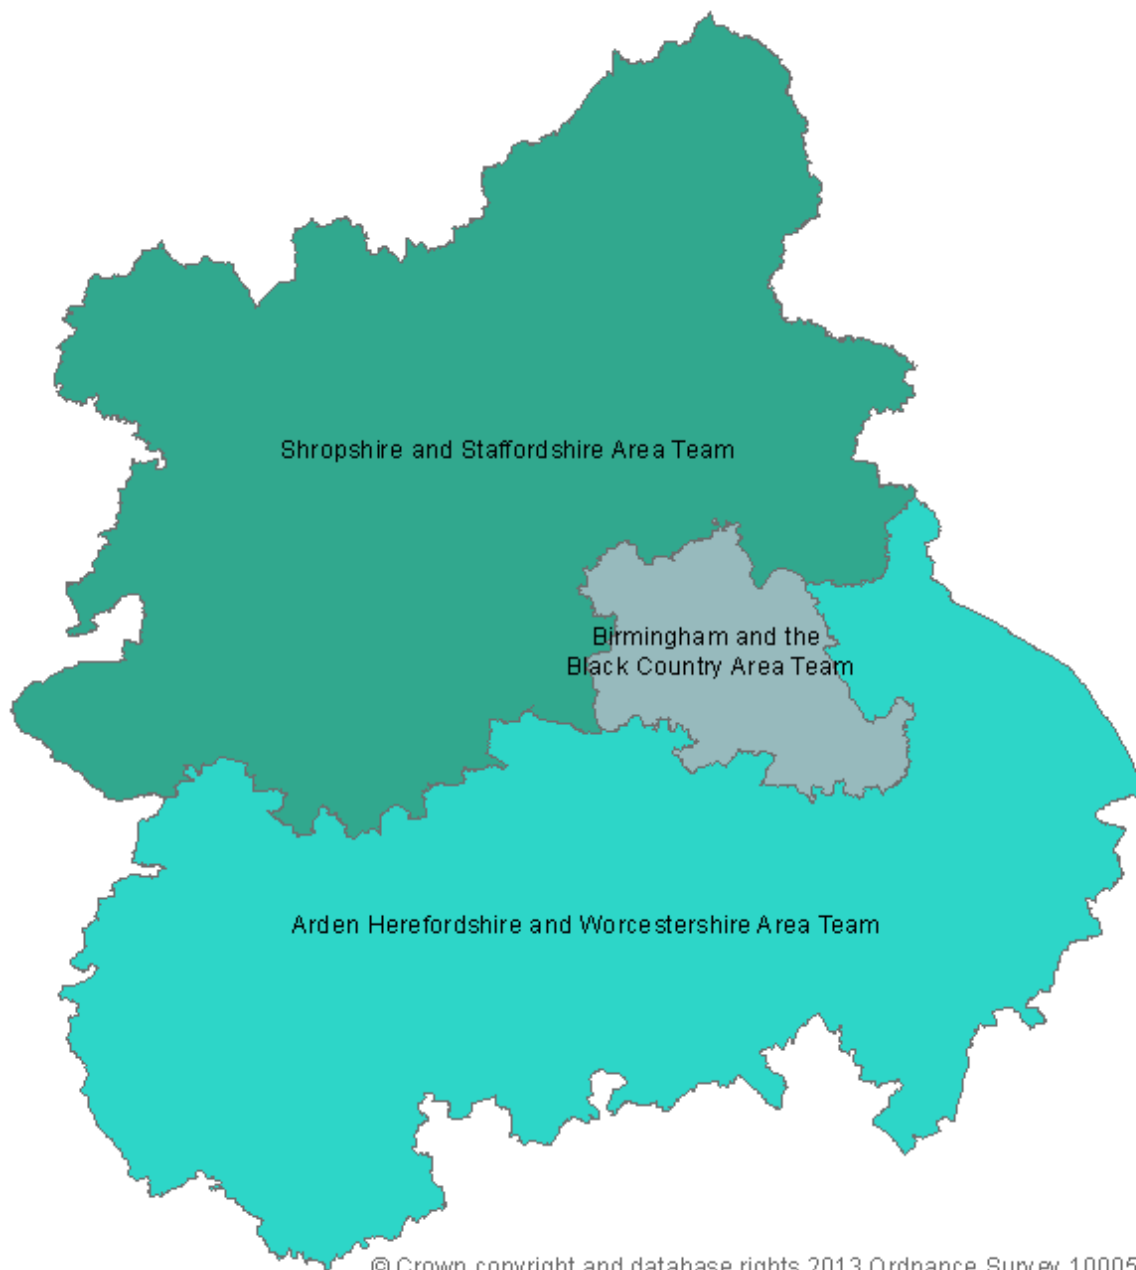 Shropshire and Staffordshire Area Team
Birmingham and the
Black Country Area Team
Arden Herefordshire and Worcestershire Area Team
© Crown copyright and database rights 2013 Ordnance Survey 10005